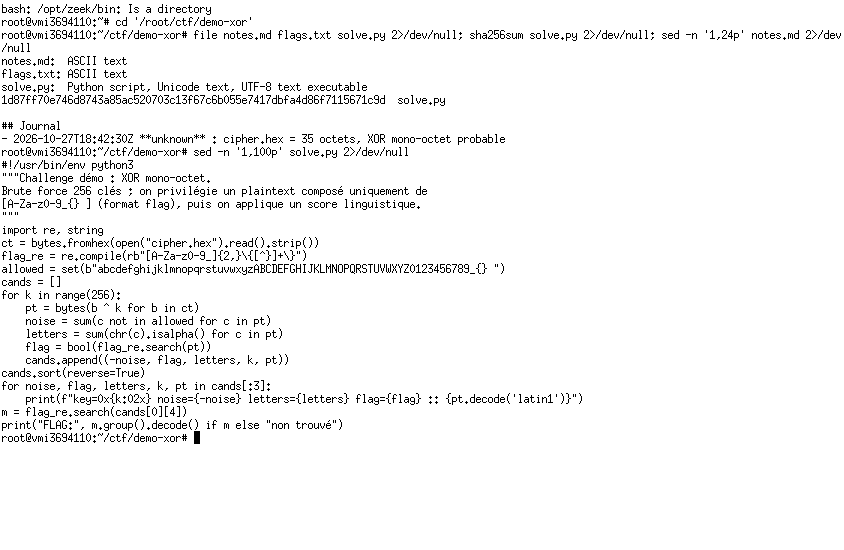 bash: /opt/zeek/bin: Is a directory
root@vmi3694110:~# cd '/root/ctf/demo-xor'
root@vmi3694110:~/ctf/demo-xor# file notes.md flags.txt solve.py 2>/dev/null; sha256sum solve.py 2>/dev/null; sed -n '1,24p' notes.md 2>/dev
/null
notes.md:  ASCII text
flags.txt: ASCII text
solve.py:  Python script, Unicode text, UTF-8 text executable
1d87ff70e746d8743a85ac520703c13f67c6b055e7417dbfa4d86f7115671c9d  solve.py

## Journal
- 2026-10-27T18:42:30Z **unknown** : cipher.hex = 35 octets, XOR mono-octet probable
root@vmi3694110:~/ctf/demo-xor# sed -n '1,100p' solve.py 2>/dev/null
#!/usr/bin/env python3
"""Challenge démo : XOR mono-octet.
Brute force 256 clés ; on privilégie un plaintext composé uniquement de
[A-Za-z0-9_{} ] (format flag), puis on applique un score linguistique.
"""
import re, string
ct = bytes.fromhex(open("cipher.hex").read().strip())
flag_re = re.compile(rb"[A-Za-z0-9_]{2,}\{[^}]+\}")
allowed = set(b"abcdefghijklmnopqrstuvwxyzABCDEFGHIJKLMNOPQRSTUVWXYZ0123456789_{} ")
cands = []
for k in range(256):
    pt = bytes(b ^ k for b in ct)
    noise = sum(c not in allowed for c in pt)
    letters = sum(chr(c).isalpha() for c in pt)
    flag = bool(flag_re.search(pt))
    cands.append((-noise, flag, letters, k, pt))
cands.sort(reverse=True)
for noise, flag, letters, k, pt in cands[:3]:
    print(f"key=0x{k:02x} noise={-noise} letters={letters} flag={flag} :: {pt.decode('latin1')}")
m = flag_re.search(cands[0][4])
print("FLAG:", m.group().decode() if m else "non trouvé")
root@vmi3694110:~/ctf/demo-xor#